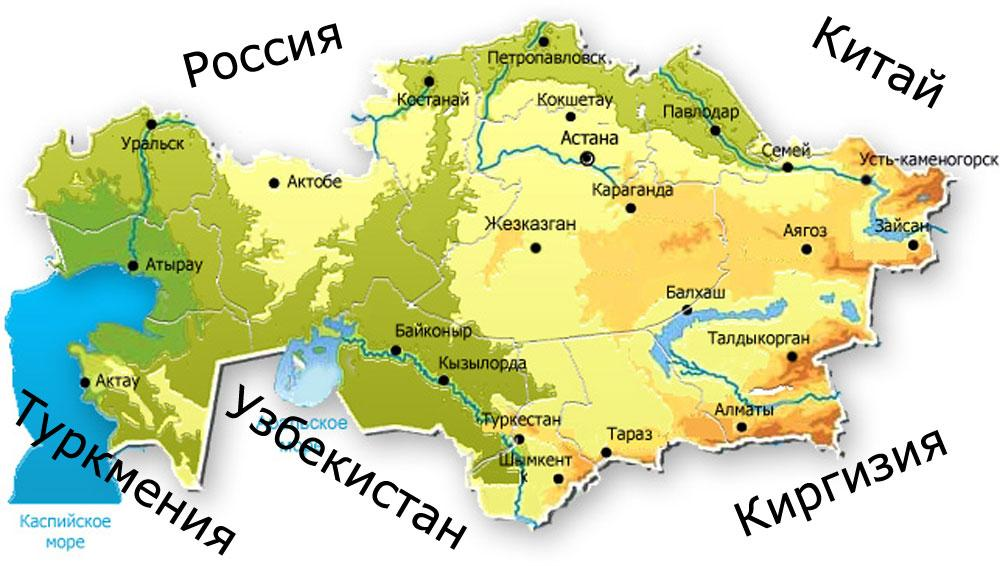 Россия
Китай
Петропавловск
Костанай
Кокшетау
Павлодар
Уральск
Астана
Семей
Усть-каменогорск
Актобе
Караганда
Жезказган
Аягоз
Зайсан
Атырау
Балхаш
Байконыр
Талдыкорган
Кызылорда
Актау
Туркмения
Узбекистан
Туркестан
Алматы
Тараз
Шымкент
к
Киргизия
Каспийское
море